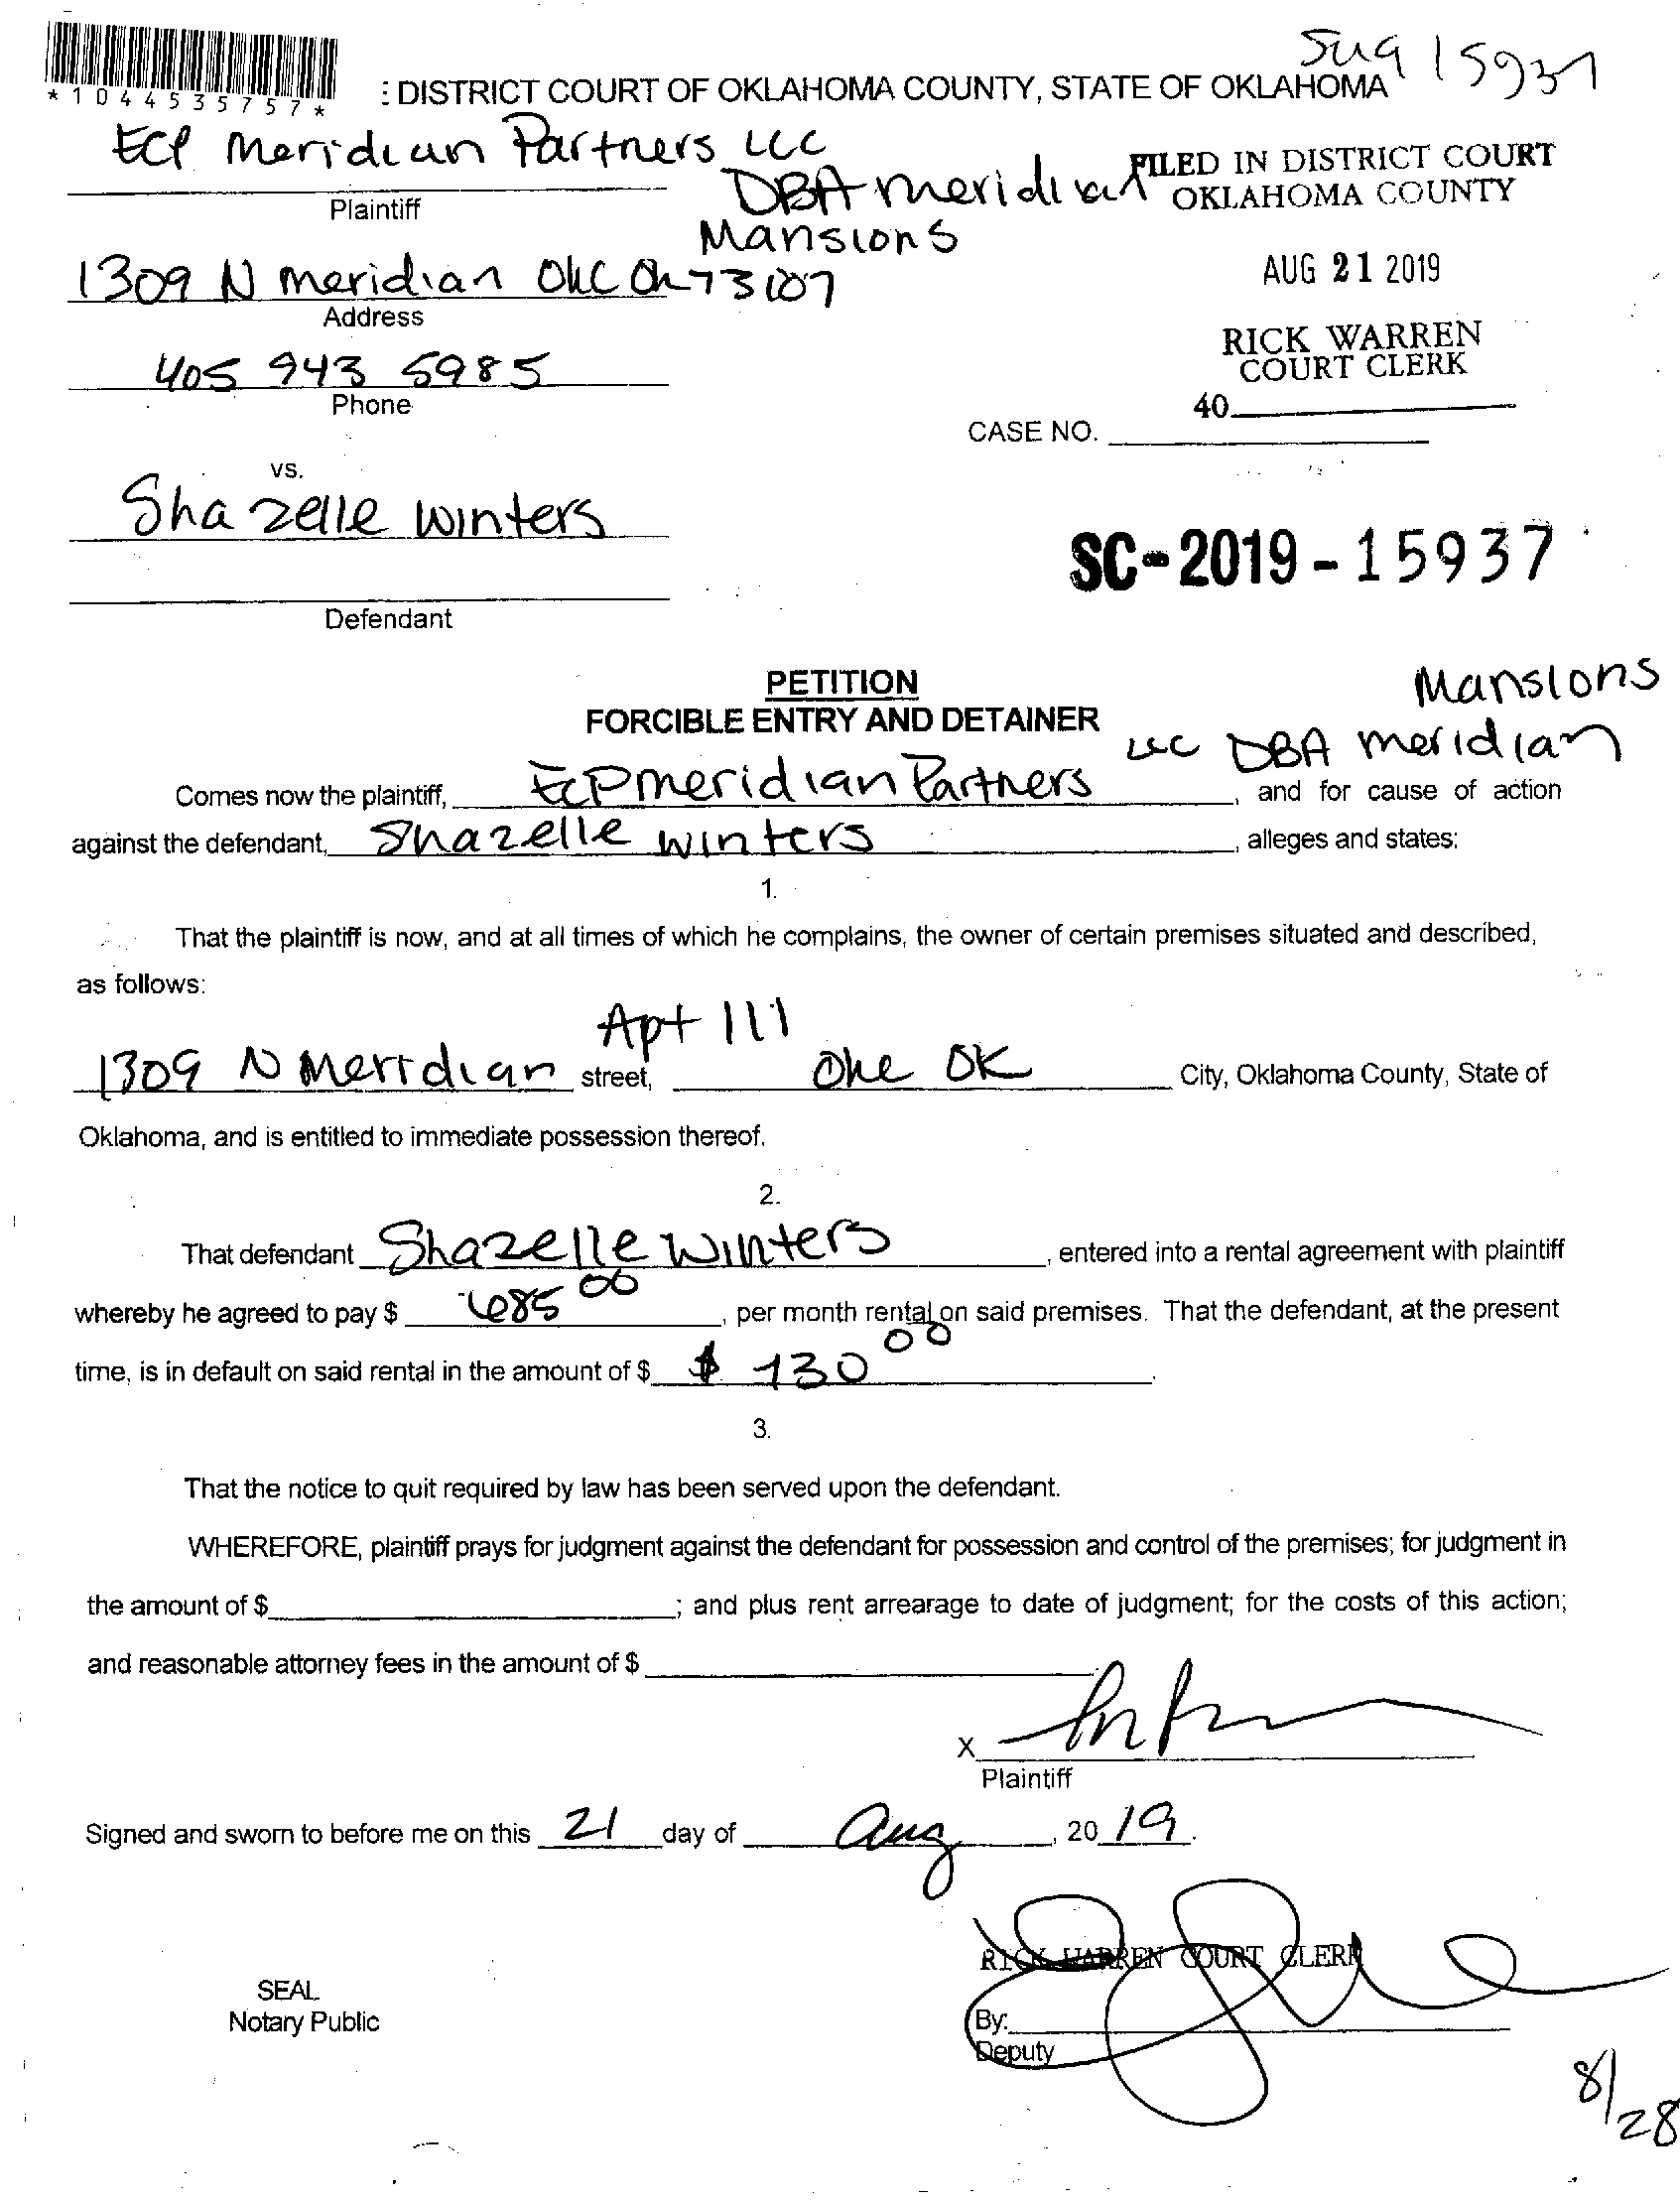 *1044535757*
DISTRICT COURT OF OKLAHOMA COUNTY, STATE OF OKLAHOMA
15937
ECP Meridian Partners LLC
DBA meridian
Mansions
Plaintiff
FILED IN DISTRICT COURT
OKLAHOMA COUNTY
1309 N meridian OKC OK 73107
Address
AUG 21 2019
405 943 5985
Phone
RICK WARREN
COURT CLERK
40
CASE NO.
vs.
Shazelle Winters
Defendant
SC-2019-15937
PETITION
FORCIBLE ENTRY AND DETAINER
Mansions
LLC DBA meridian
Comes now the plaintiff, ECP meridian Partners, and for cause of action
against the defendant, Shazelle winters, alleges and states:
1.
That the plaintiff is now, and at all times of which he complains, the owner of certain premises situated and described,
as follows:
Apt 111
1309 N Meridian street, OKC OK City, Oklahoma County, State of
Oklahoma, and is entitled to immediate possession thereof.
2.
That defendant Shazelle Winters, entered into a rental agreement with plaintiff
whereby he agreed to pay $ 685 00, per month rental on said premises. That the defendant, at the present
time, is in default on said rental in the amount of $ $ 730 00.
3.
That the notice to quit required by law has been served upon the defendant.
WHEREFORE, plaintiff prays for judgment against the defendant for possession and control of the premises; for judgment in
the amount of $ ; and plus rent arrearage to date of judgment; for the costs of this action;
and reasonable attorney fees in the amount of $
X
Plaintiff
Signed and sworn to before me on this 21 day of Aug, 20 19.
RICK WARREN COURT CLERK
SEAL
Notary Public
By:
Deputy
8/28